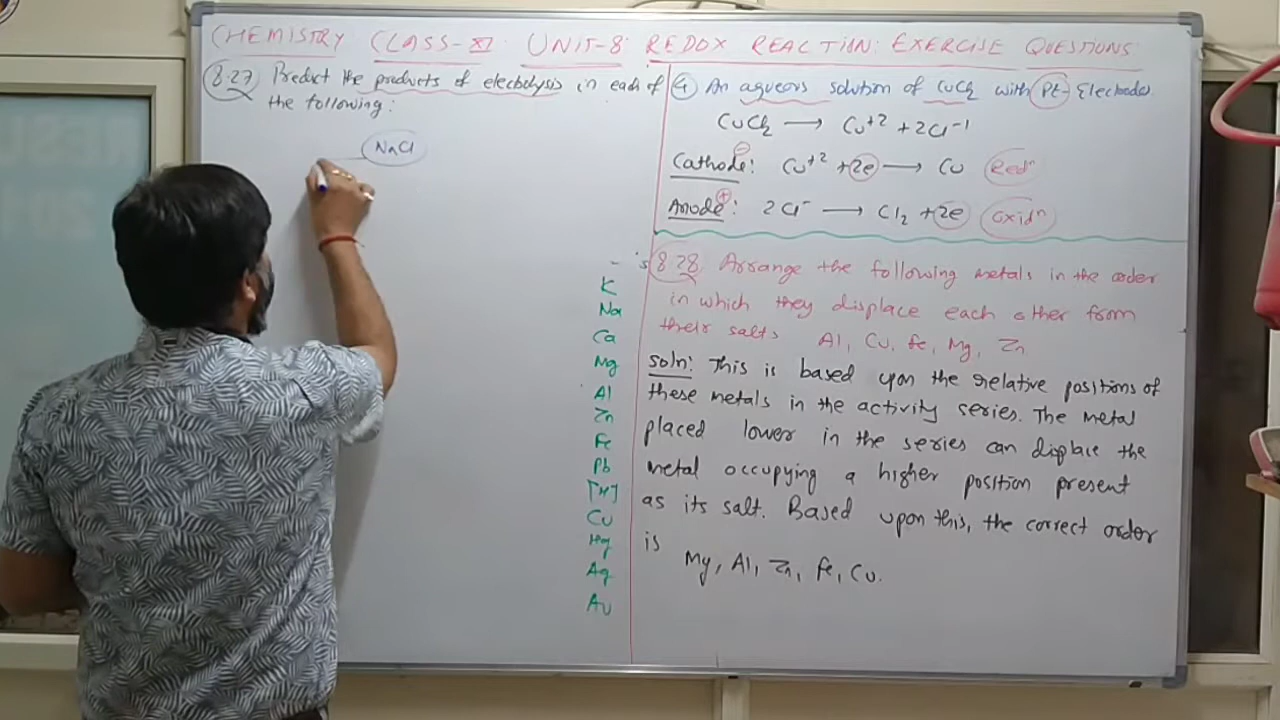 CHEMISTRY CLASS-XI: UNIT-8: REDOX REACTION: EXERCISE QUESTIONS
8.27 Predict the products of electrolysis in each of
the following:
NaCl
4 An aqueous solution of CuCl2 with Pt- Electrodes
CuCl2 → Cu+2 + 2Cl-1
Cathode: Cu+2 + 2e → Cu Redn
Anode: 2Cl- → Cl2 + 2e Oxidn
K
Na
Ca
Mg
Al
Zn
Fe
Pb
[H]
Cu
Hg
Ag
Au
8.28 Arrange the following metals in the order
in which they displace each other from
their salts Al, Cu, Fe, Mg, Zn
Soln: This is based upon the relative positions of
these metals in the activity series. The metal
placed lower in the series can displace the
metal occupying a higher position present
as its salt. Based upon this, the correct order
is
Mg, Al, Zn, Fe, Cu.